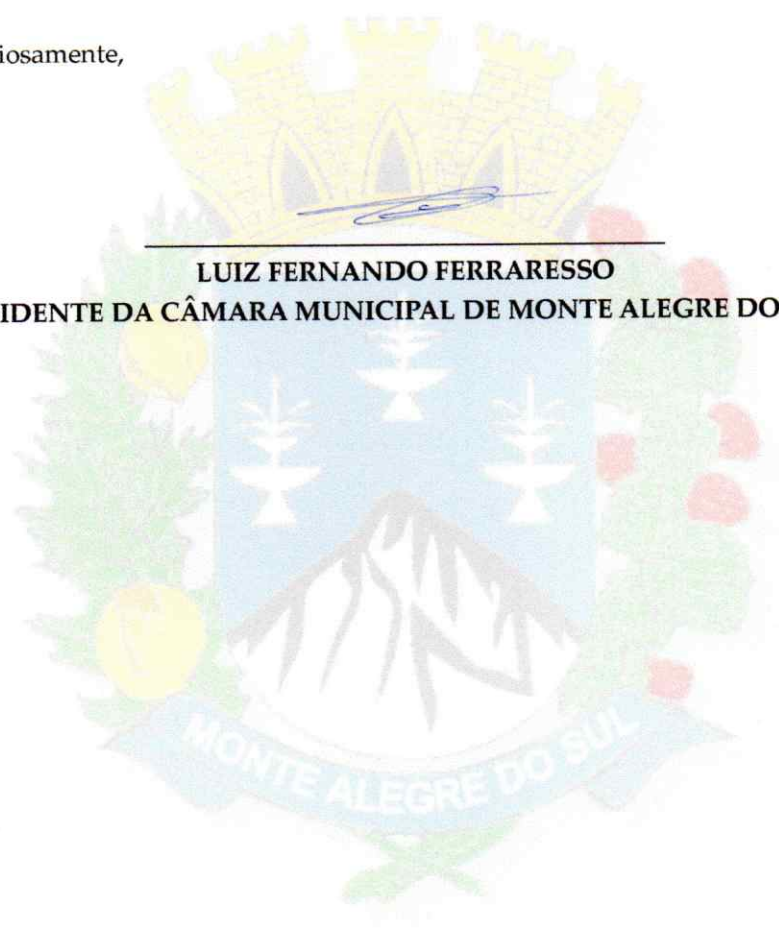 iosamente,
LUIZ FERNANDO FERRARESSO
IDENTE DA CÂMARA MUNICIPAL DE MONTE ALEGRE DO
MONTE ALEGRE DO SUL